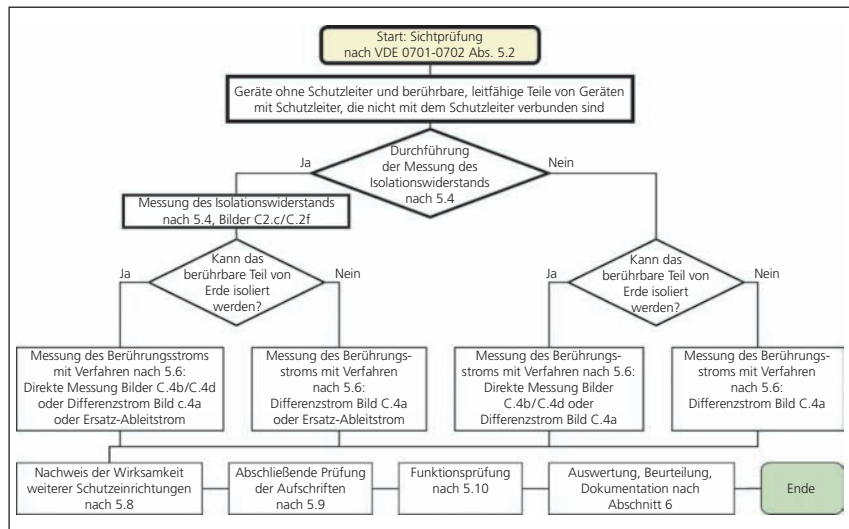 Start: Sichtprüfung
nach VDE 0701-0702 Abs. 5.2
Geräte ohne Schutzleiter und berührbare, leitfähige Teile von Geräten
mit Schutzleiter, die nicht mit dem Schutzleiter verbunden sind
Ja
Durchführung
der Messung des
Isolationswiderstands
nach 5.4
Nein
Messung des Isolationswiderstands
nach 5.4, Bilder C2.c/C.2f
Ja
Kann das
berührbare Teil von
Erde isoliert
werden?
Nein
Ja
Kann das
berührbare Teil von
Erde isoliert
werden?
Nein
Messung des Berührungsstroms
mit Verfahren nach 5.6:
Direkte Messung Bilder C.4b/C.4d
oder Differenzstrom Bild c.4a
oder Ersatz-Ableitstrom
Messung des Berührungs-
stroms mit Verfahren
nach 5.6:
Differenzstrom Bild C.4a
oder Ersatz-Ableitstrom
Messung des Berührungs-
stroms mit Verfahren nach 5.6:
Direkte Messung Bilder
C.4b/C.4d oder
Differenzstrom Bild C.4a
Messung des Berührungs-
stroms mit Verfahren
nach 5.6:
Differenzstrom Bild C.4a
Nachweis der Wirksamkeit
weiterer Schutzeinrichtungen
nach 5.8
Abschließende Prüfung
der Aufschriften
nach 5.9
Funktionsprüfung
nach 5.10
Auswertung, Beurteilung,
Dokumentation nach
Abschnitt 6
Ende